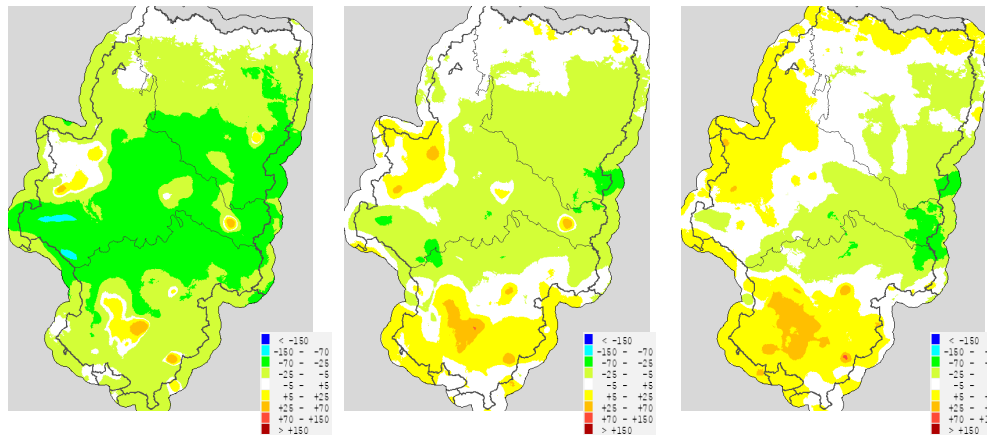 < -150
-150 - -70
-70 - -25
-25 - -5
-5 - +5
+5 - +25
+25 - +70
+70 - +150
> +150
< -150
-150 - -70
-70 - -25
-25 - -5
-5 - +5
+5 - +25
+25 - +70
+70 - +150
> +150
< -150
-150 -
-70 -
-25 -
-5 -
+5 -
+25 -
+70 - +
> +150